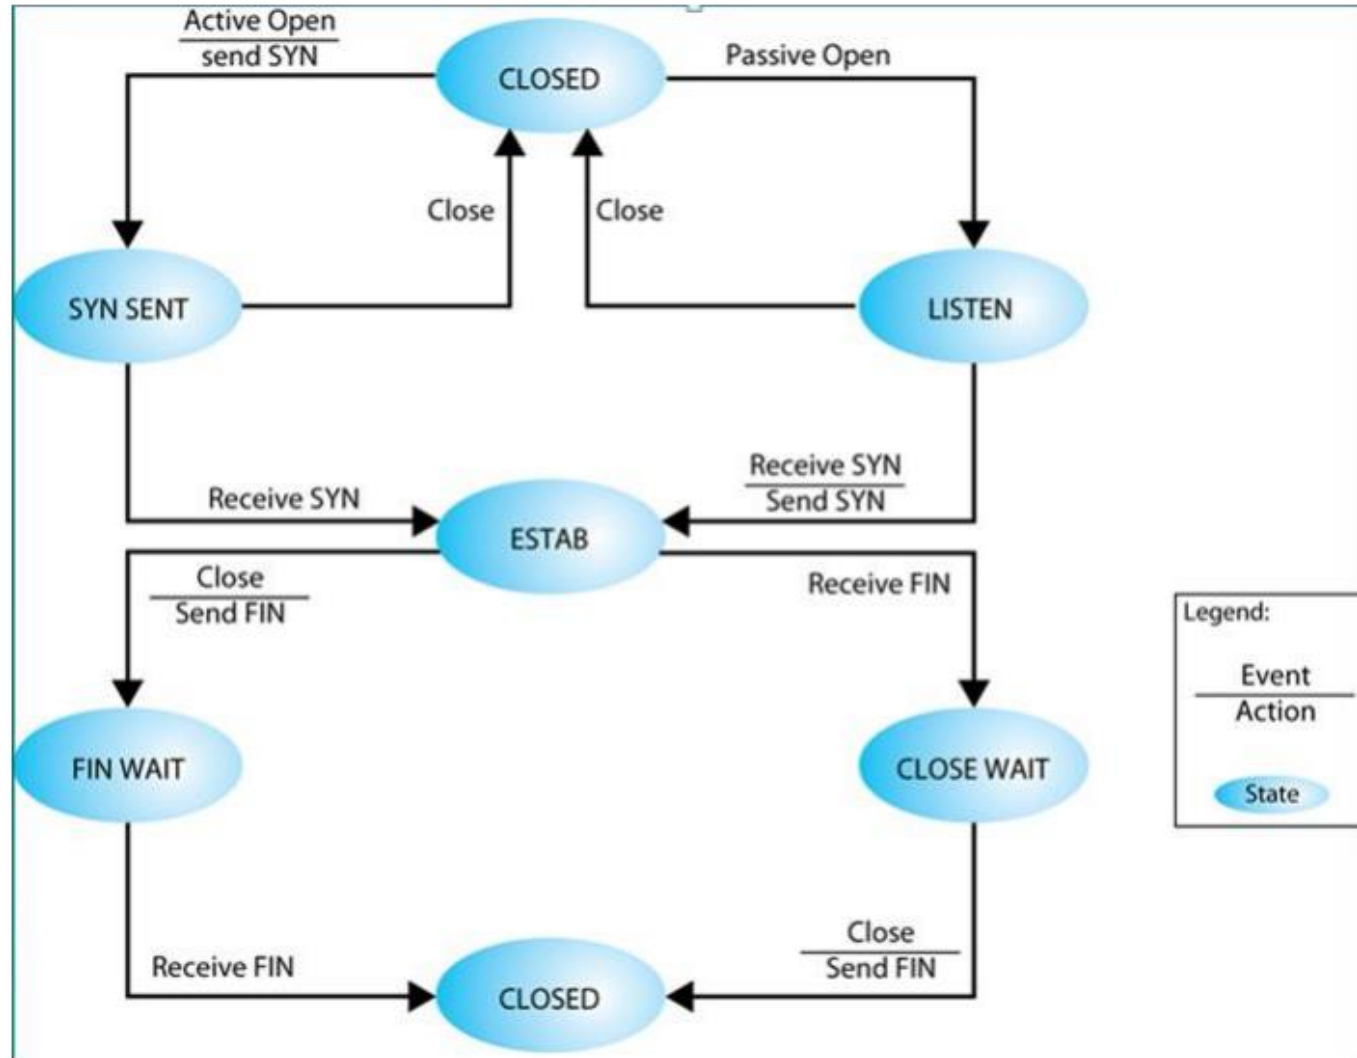 Active Open
send SYN
CLOSED
Passive Open
Close
Close
SYN SENT
LISTEN
Receive SYN
Receive SYN
Send SYN
ESTAB
Close
Send FIN
Receive FIN
Legend:
Event
Action
State
FIN WAIT
CLOSE WAIT
Receive FIN
Close
Send FIN
CLOSED